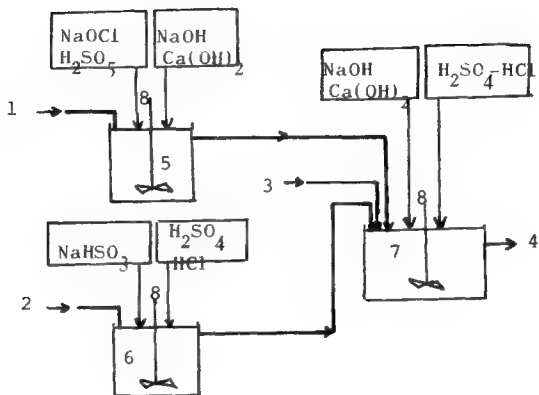 NaOCl
H₂SO₅
NaOH
Ca(OH)₂
NaOH
Ca(OH)₂
H₂SO₄-HCl
8
1
5
8
3
7
4
NaHSO₃
H₂SO₄
HCl
8
2
6